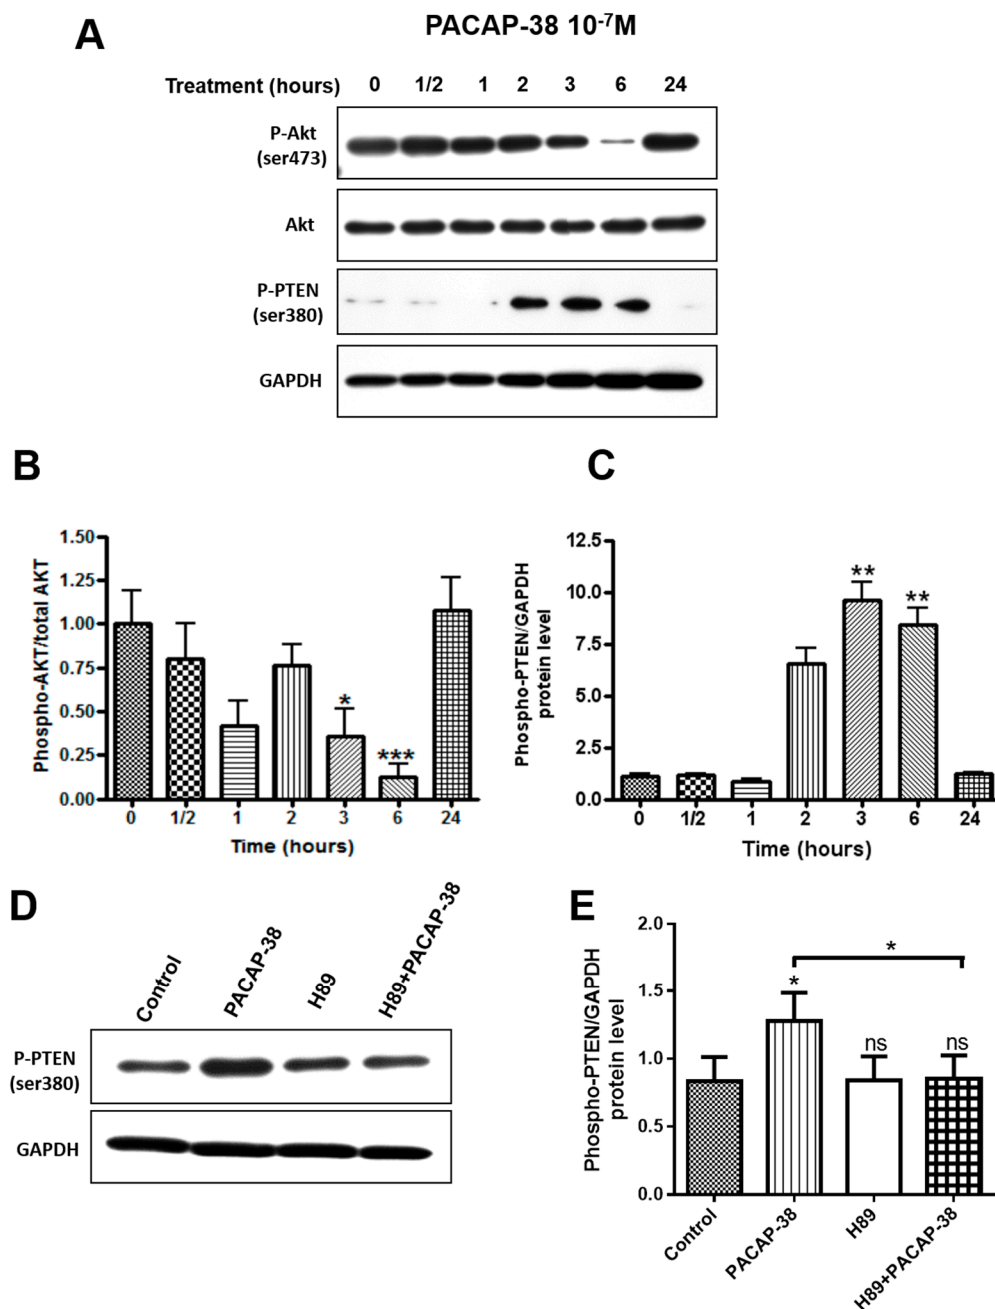 A
PACAP-38 10-7M
Treatment (hours) 0 1/2 1 2 3 6 24
P-Akt
(ser473)
Akt
P-PTEN
(ser380)
GAPDH
B
Phospho-AKT/total AKT
1.50
1.25
1.00
0.75
0.50
0.25
0.00
*
***
0 1/2 1 2 3 6 24
Time (hours)
C
Phospho-PTEN/GAPDH
protein level
12.5
10.0
7.5
5.0
2.5
0.0
**
**
0 1/2 1 2 3 6 24
Time (hours)
D
Control
PACAP-38
H89
H89+PACAP-38
P-PTEN
(ser380)
GAPDH
E
Phospho-PTEN/GAPDH
protein level
2.0
1.5
1.0
0.5
0.0
*
*
ns
ns
Control
PACAP-38
H89
H89+PACAP-38